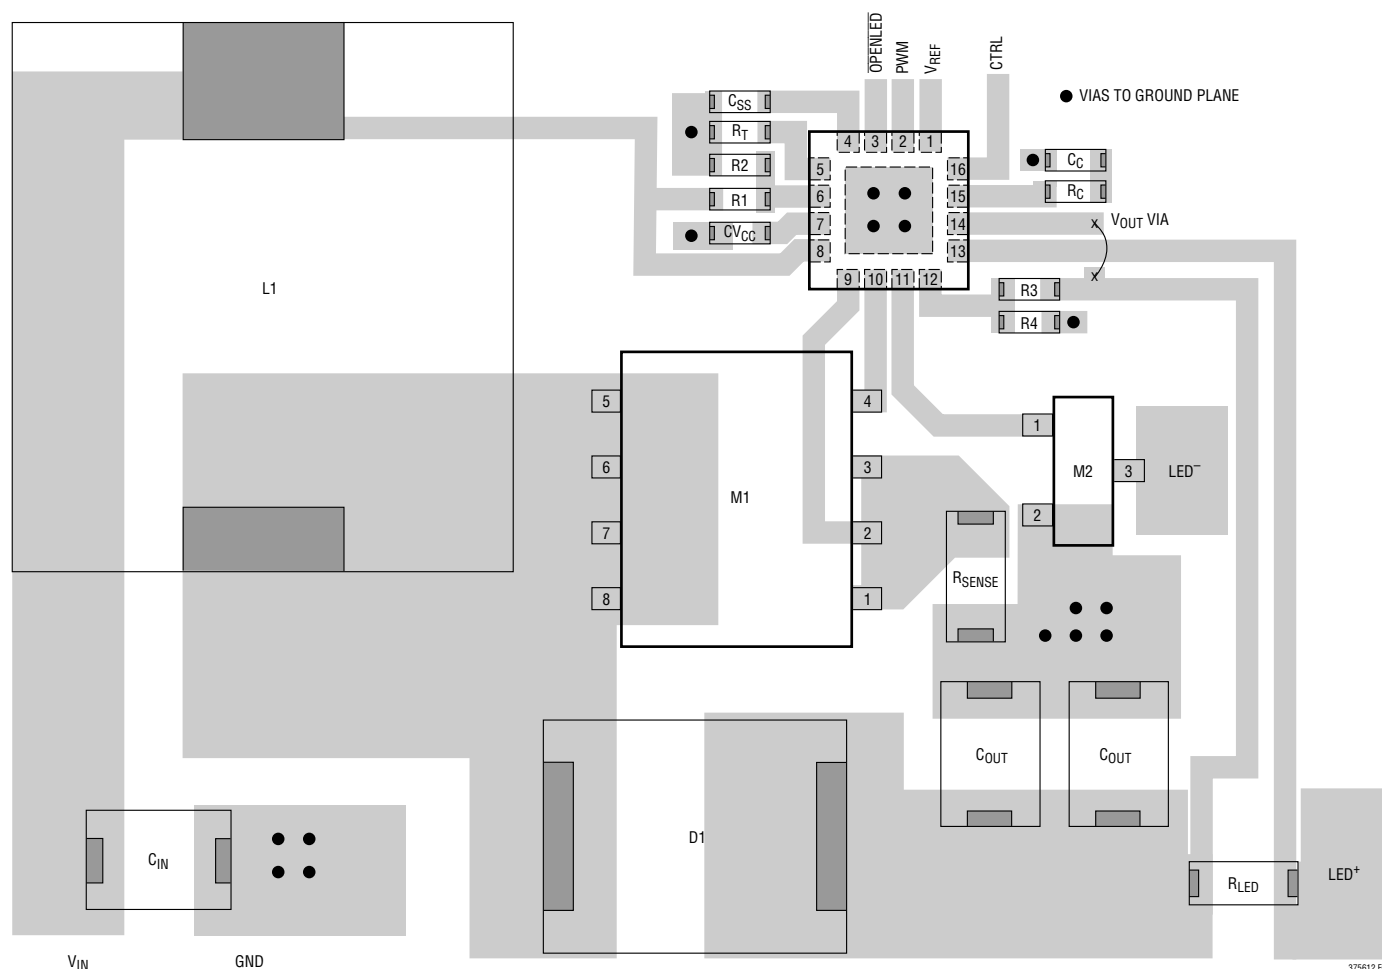 OPENLED
PWM
VREF
CTRL
VIAS TO GROUND PLANE
CSS
RT
R2
R1
CVCC
4 3 2 1
5
6
7
8
16
15
14
13
9 10 11 12
CC
RC
x VOUT VIA
x
R3
R4
L1
5
6
7
8
M1
4
3
2
1
1
2
M2
3
LED–
RSENSE
COUT
COUT
D1
CIN
RLED
LED+
VIN
GND